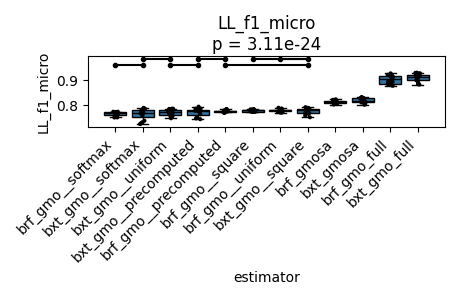 LL_f1_micro
p = 3.11e-24
LL_f1_micro
0.9
0.8
brf_gmo__softmax
bxt_gmo__softmax
bxt_gmo__uniform
bxt_gmo__precomputed
brf_gmo__precomputed
brf_gmo__square
brf_gmo__uniform
bxt_gmo__square
brf_gmosa
bxt_gmosa
brf_gmo_full
bxt_gmo_full
estimator